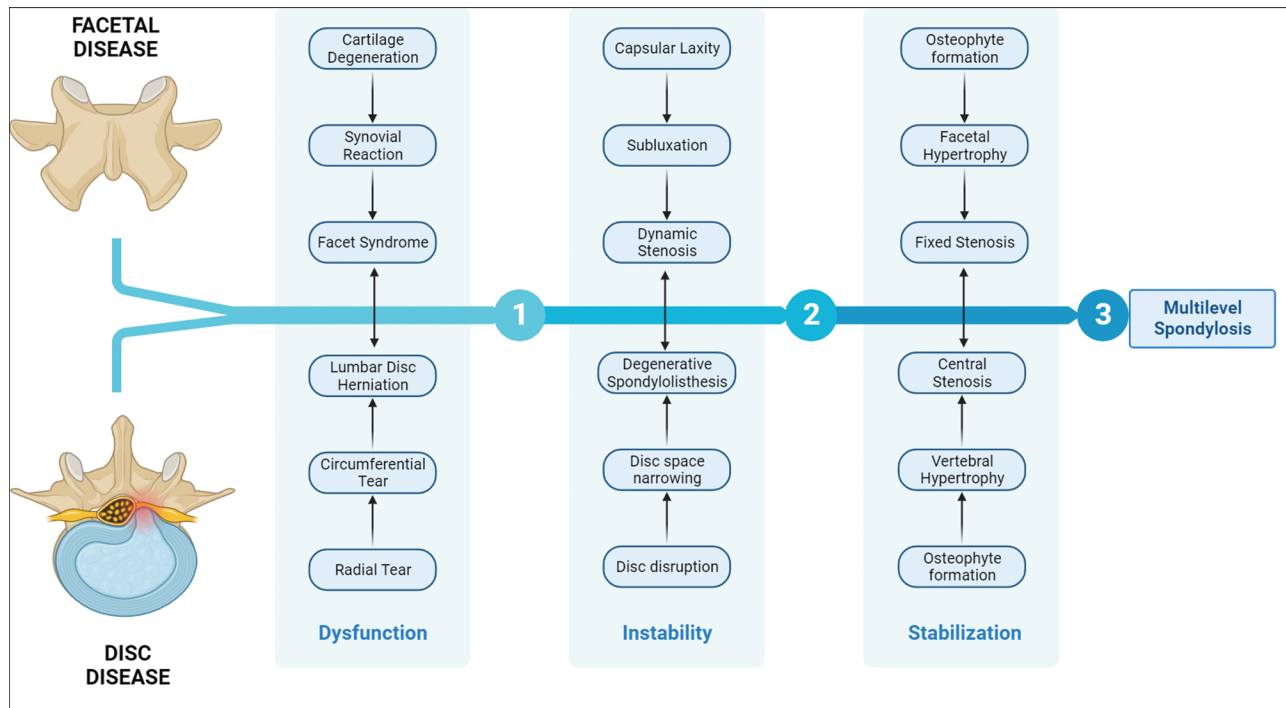 FACETAL
DISEASE
DISC
DISEASE
Cartilage
Degeneration
Synovial
Reaction
Facet Syndrome
Lumbar Disc
Herniation
Circumferential
Tear
Radial Tear
Dysfunction
1
Capsular Laxity
Subluxation
Dynamic
Stenosis
Degenerative
Spondylolisthesis
Disc space
narrowing
Disc disruption
Instability
2
Osteophyte
formation
Facetal
Hypertrophy
Fixed Stenosis
Central
Stenosis
Vertebral
Hypertrophy
Osteophyte
formation
Stabilization
3
Multilevel
Spondylosis